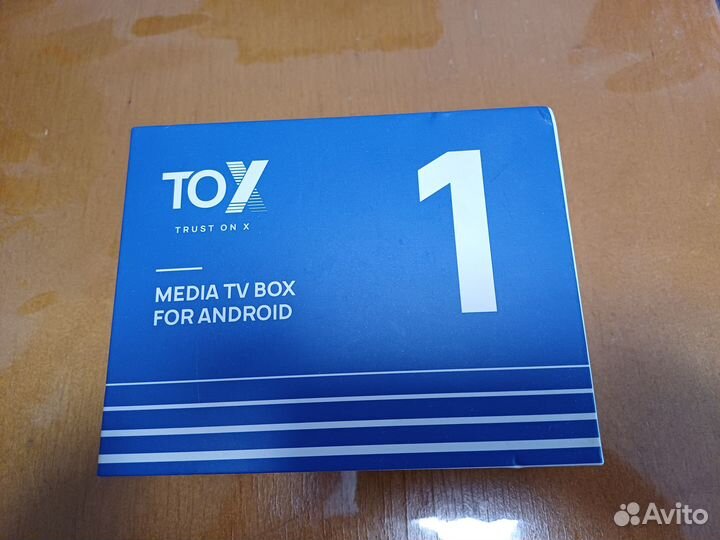 TOX
TRUST ON X
1
MEDIA TV BOX
FOR ANDROID
Avito